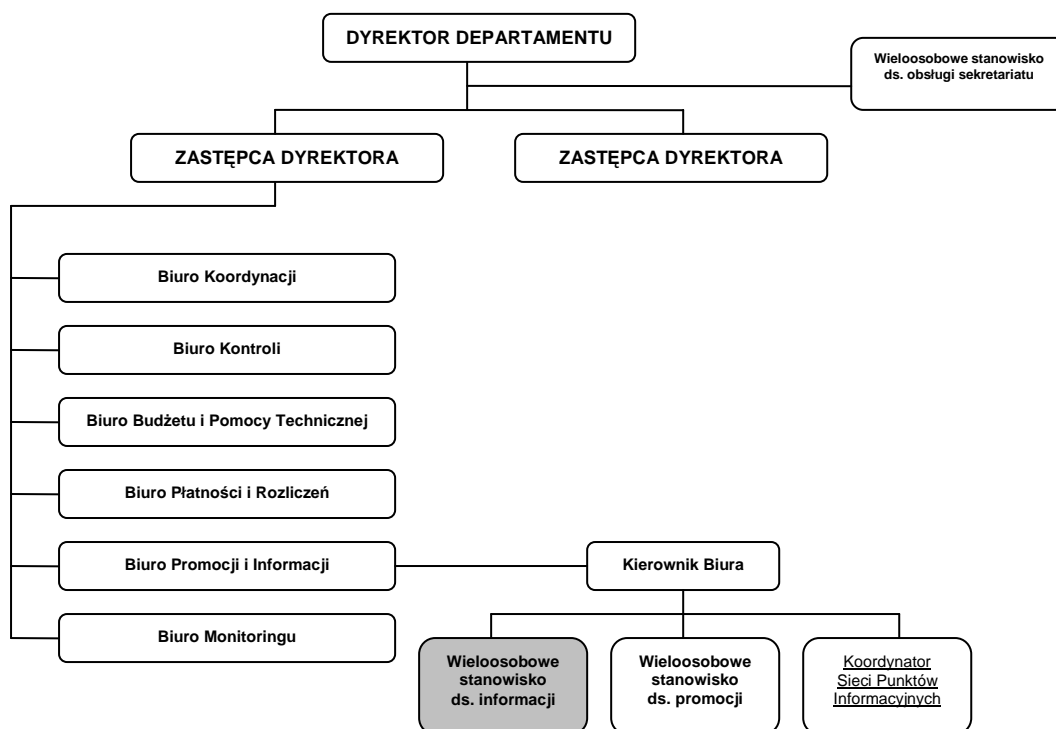 DYREKTOR DEPARTAMENTU
Wieloosobowe stanowisko
ds. obsługi sekretariatu
ZASTĘPCA DYREKTORA
ZASTĘPCA DYREKTORA
Biuro Koordynacji
Biuro Kontroli
Biuro Budżetu i Pomocy Technicznej
Biuro Płatności i Rozliczeń
Biuro Promocji i Informacji
Kierownik Biura
Biuro Monitoringu
Wieloosobowe
stanowisko
ds. informacji
Wieloosobowe
stanowisko
ds. promocji
Koordynator
Sieci Punktów
Informacyjnych